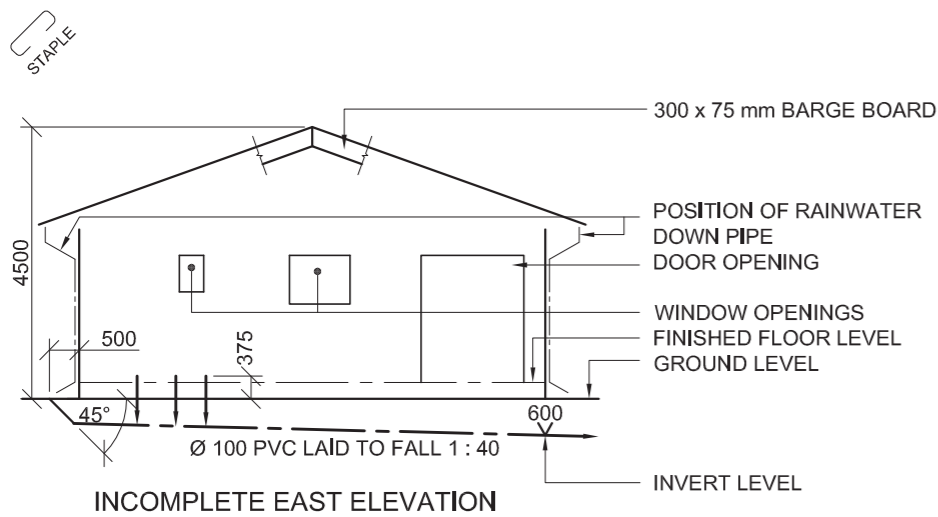 STAPLE
300 x 75 mm BARGE BOARD
POSITION OF RAINWATER
DOWN PIPE
DOOR OPENING
4500
WINDOW OPENINGS
500
375
FINISHED FLOOR LEVEL
GROUND LEVEL
45°
600
Ø 100 PVC LAID TO FALL 1 : 40
INVERT LEVEL
INCOMPLETE EAST ELEVATION